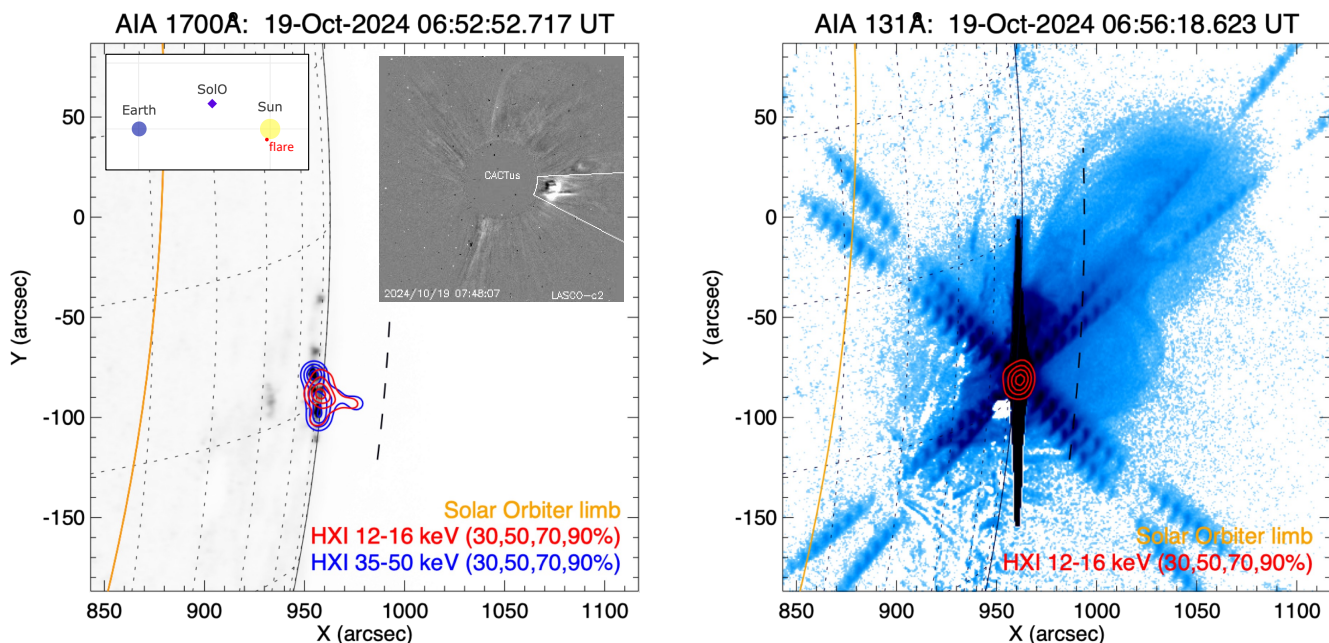 AIA 1700Å: 19-Oct-2024 06:52:52.717 UT
Earth
SolO
Sun
flare
CACTus
2024/10/19 07:48:07
LASCO-c2
50
0
-50
-100
-150
Y (arcsec)
Solar Orbiter limb
HXI 12-16 keV (30,50,70,90%)
HXI 35-50 keV (30,50,70,90%)
850
900
950
1000
1050
1100
X (arcsec)
AIA 131Å: 19-Oct-2024 06:56:18.623 UT
50
0
-50
-100
-150
Y (arcsec)
Solar Orbiter limb
HXI 12-16 keV (30,50,70,90%)
850
900
950
1000
1050
1100
X (arcsec)